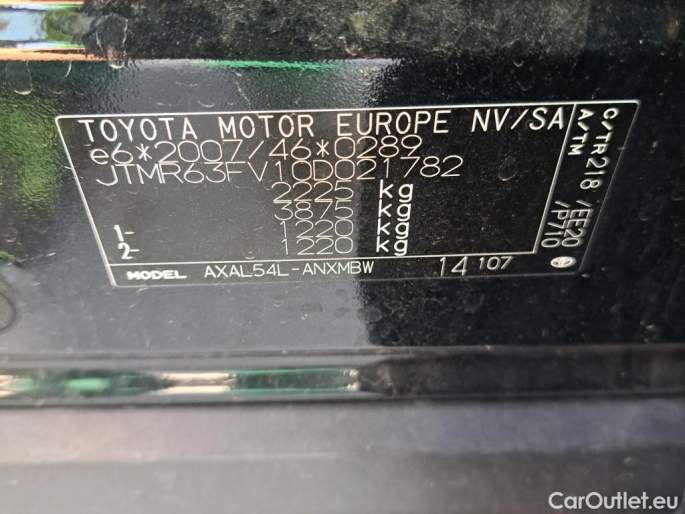 TOYOTA MOTOR EUROPE NV/SA
e6*2007/46*0289
JTMR63FV10D021782
2225 kg
3875 kg
1- 1220 kg
2- 1220 kg
MODEL AXAL54L-ANXMBW 14 107
C/TR 218 /EE20
A/TM /P710
CarOutlet.eu